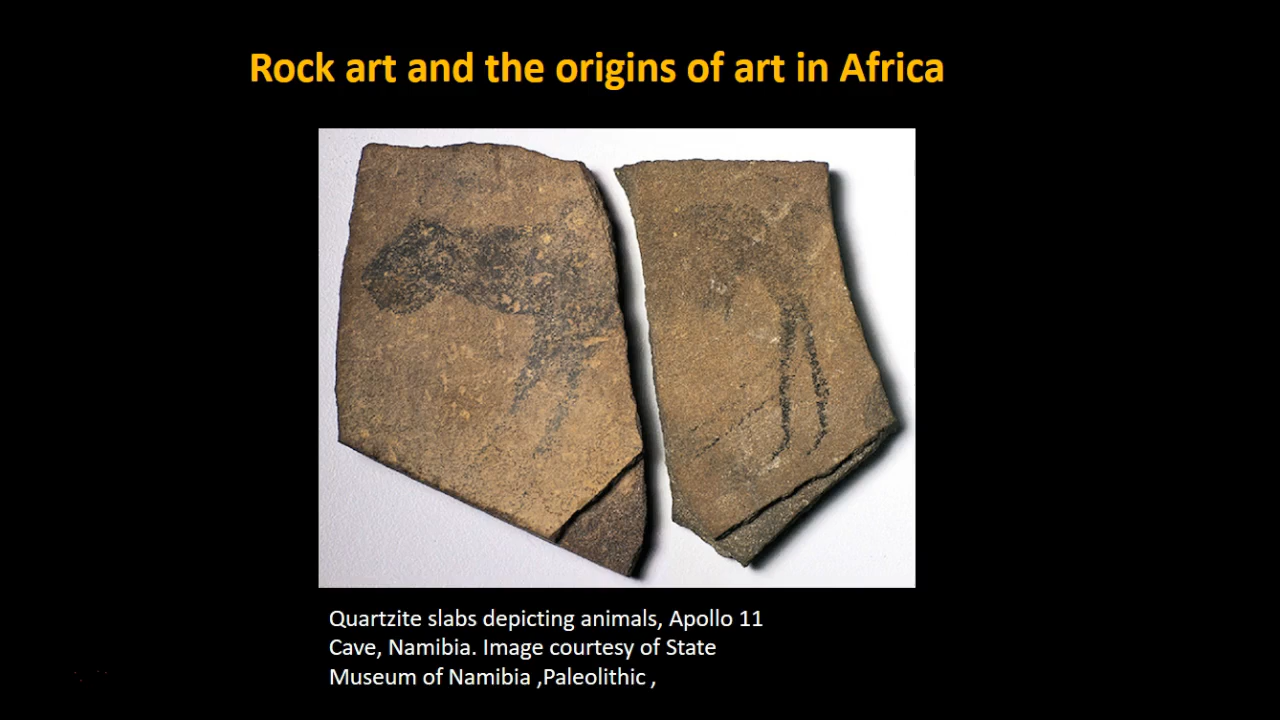 Rock art and the origins of art in Africa
Quartzite slabs depicting animals, Apollo 11
Cave, Namibia. Image courtesy of State
Museum of Namibia ,Paleolithic ,